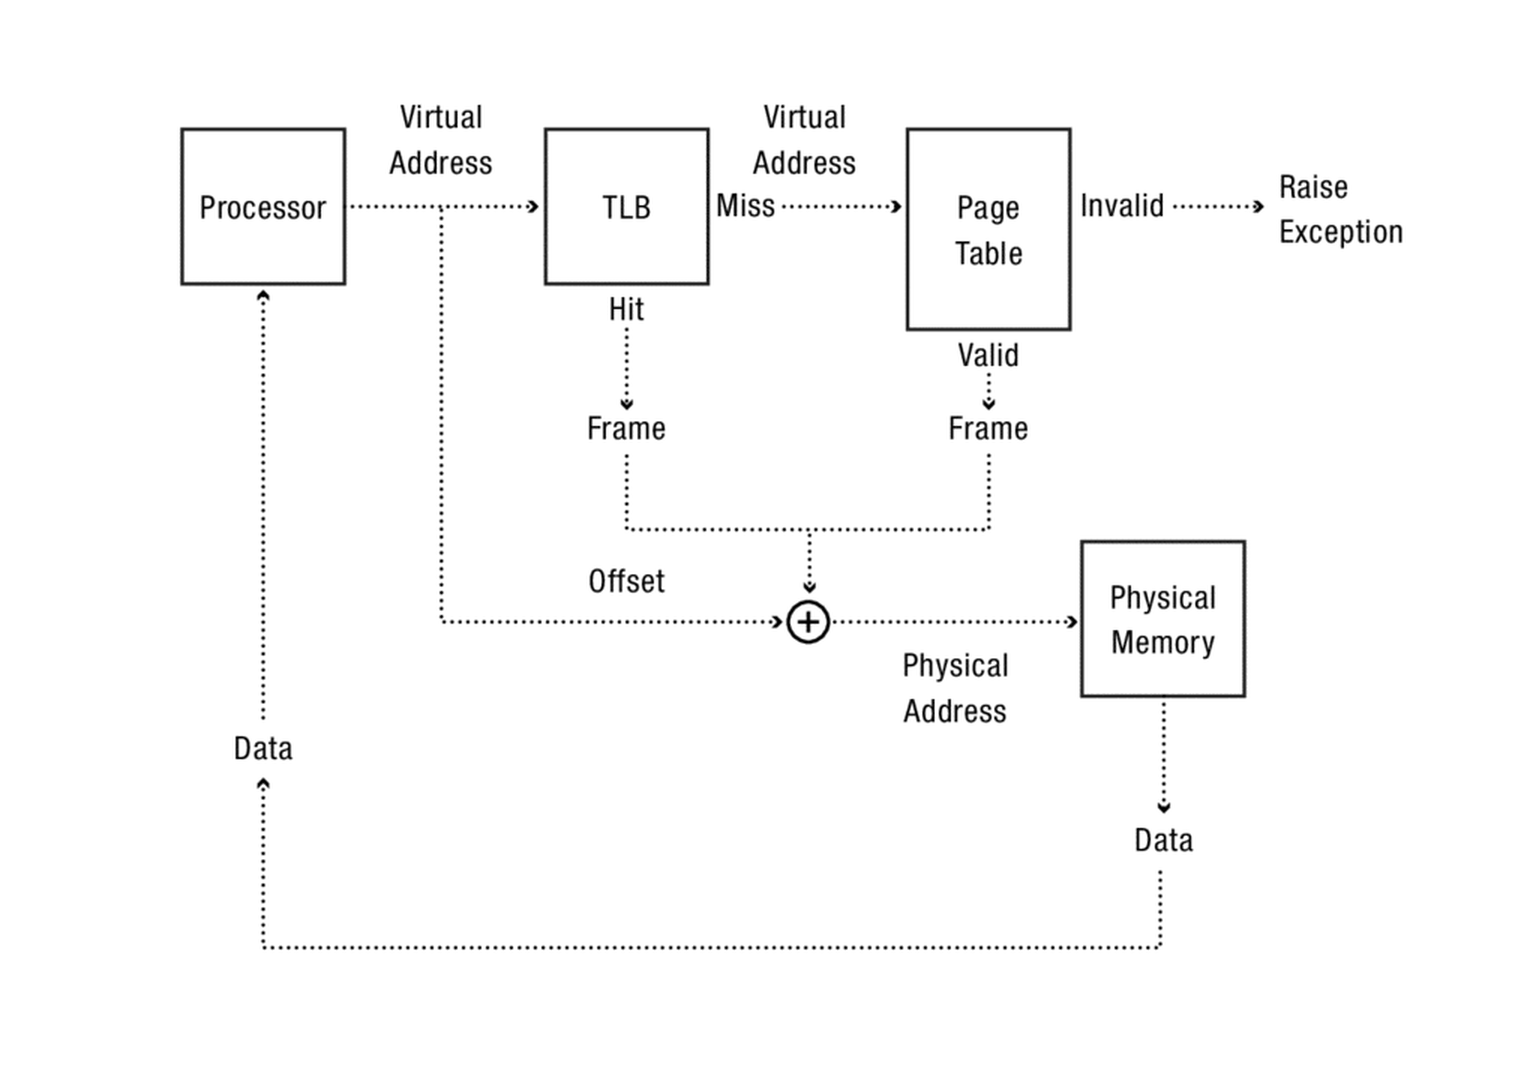 Virtual
Address
Virtual
Address
Processor
TLB
Miss
Page
Table
Invalid
Raise
Exception
Hit
Valid
Frame
Frame
Offset
Physical
Memory
Physical
Address
Data
Data